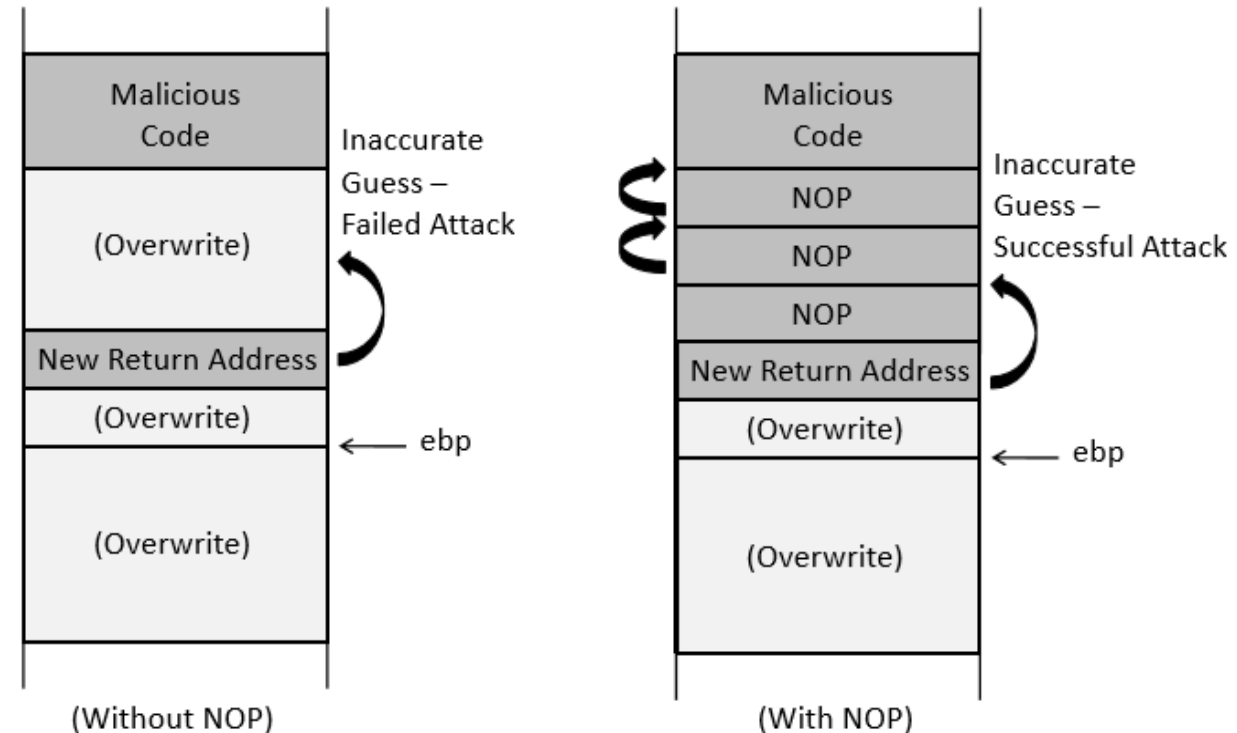 Malicious
Code
Inaccurate
Guess –
Failed Attack
(Overwrite)
New Return Address
(Overwrite)
ebp
(Overwrite)
(Without NOP)
Malicious
Code
Inaccurate
Guess –
Successful Attack
NOP
NOP
NOP
New Return Address
(Overwrite)
ebp
(Overwrite)
(With NOP)